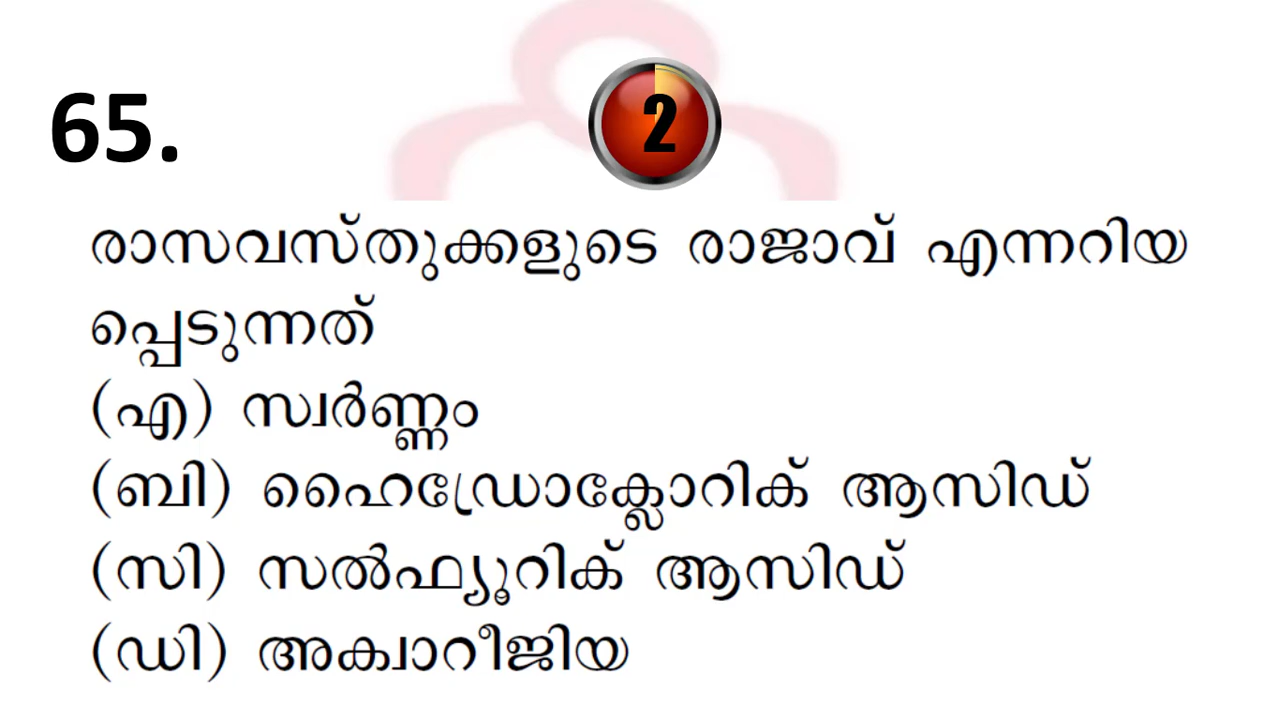 65.
2
രാസവസ്തുക്കളുടെ രാജാവ് എന്നറിയ
പ്പെടുന്നത്
(എ) സ്വർണ്ണം
(ബി) ഹൈഡ്രോക്ലോറിക് ആസിഡ്
(സി) സൽഫ്യൂറിക് ആസിഡ്
(ഡി) അക്വാറീജിയ